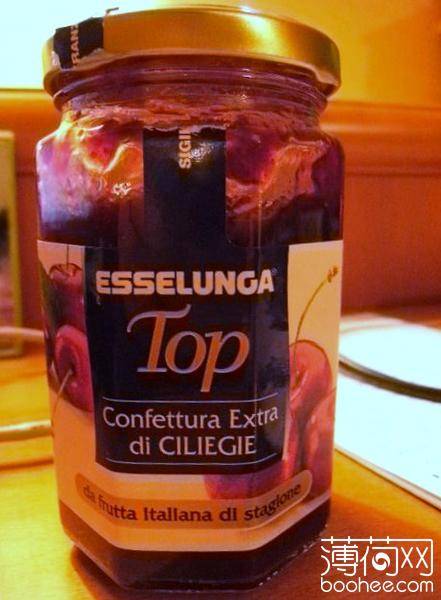 ESSELUNGA®
Top
Confettura Extra
di CILIEGIE
da frutta Italiana di stagione
薄荷网
boohee.com